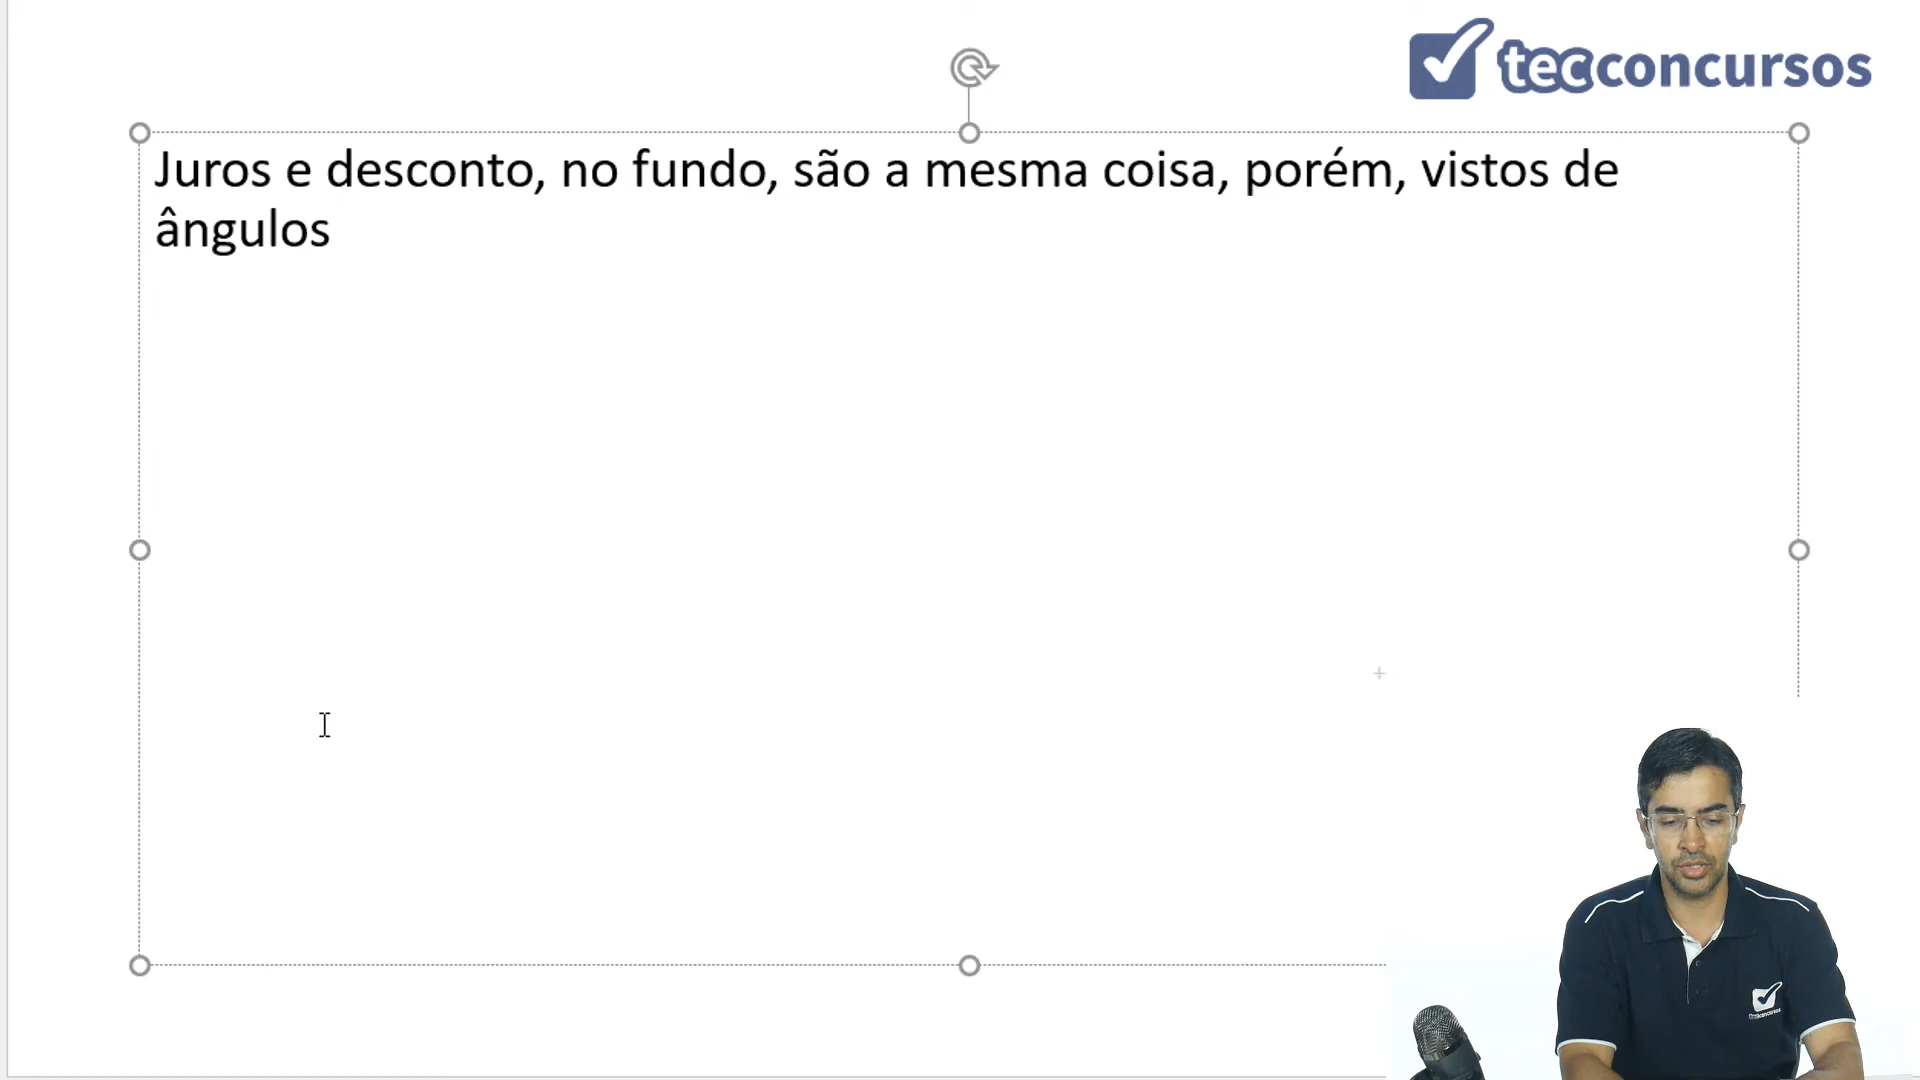 tecconcursos
Juros e desconto, no fundo, são a mesma coisa, porém, vistos de
ângulos